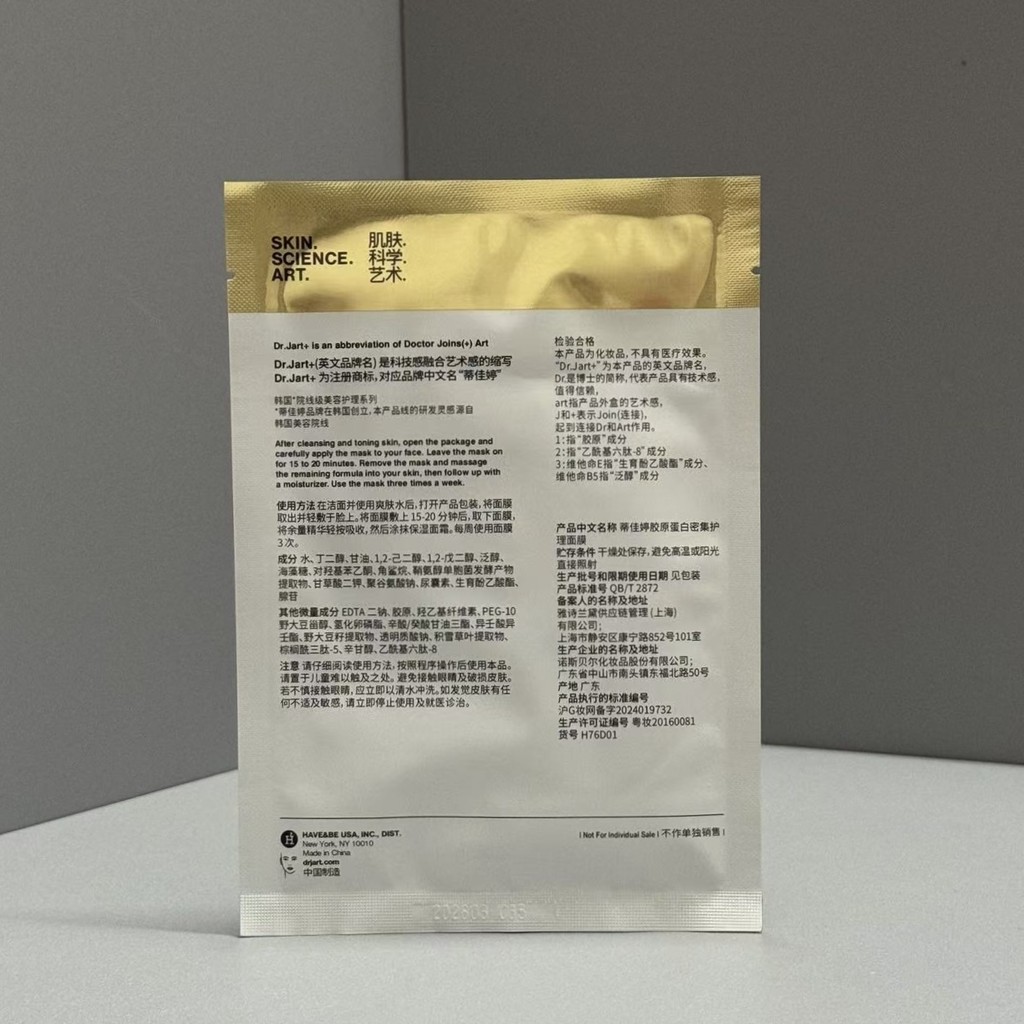 SKIN.
SCIENCE.
ART.
肌肤.
科学.
艺术.
Dr.Jart+ is an abbreviation of Doctor Joins(+) Art
Dr.Jart+(英文品牌名) 是科技感融合艺术感的缩写
Dr.Jart+ 为注册商标,对应品牌中文名“蒂佳婷”
韩国*院线级美容护理系列
*蒂佳婷品牌在韩国创立,本产品线的研发灵感源自
韩国美容院线
After cleansing and toning skin, open the package and
carefully apply the mask to your face. Leave the mask on
for 15 to 20 minutes. Remove the mask and massage
the remaining formula into your skin, then follow up with
a moisturizer. Use the mask three times a week.
使用方法 在洁面并使用爽肤水后,打开产品包装,将面膜
取出并轻敷于脸上。将面膜敷上 15-20 分钟后,取下面膜,
将余量精华轻按吸收,然后涂抹保湿面霜。每周使用面膜
3次。
成分 水、丁二醇、甘油、1,2-己二醇、1,2-戊二醇、泛醇、
海藻糖、对羟基苯乙酮、角鲨烷、鞘氨醇单胞菌发酵产物
提取物、甘草酸二钾、聚谷氨酸钠、尿囊素、生育酚乙酸酯、
腺苷
其他微量成分 EDTA 二钠、胶原、羟乙基纤维素、PEG-10
野大豆甾醇、氢化卵磷脂、辛酸/癸酸甘油三酯、异壬酸异
壬酯、野大豆籽提取物、透明质酸钠、积雪草叶提取物、
棕榈酰三肽-5、辛甘醇、乙酰基六肽-8
注意 请仔细阅读使用方法,按照程序操作后使用本品。
请置于儿童难以触及之处。避免接触眼睛及破损皮肤。
若不慎接触眼睛,应立即以清水冲洗。如发觉皮肤有任
何不适及敏感,请立即停止使用及就医诊治。
检验合格
本产品为化妆品,不具有医疗效果。
“Dr.Jart+”为本产品的英文品牌名,
Dr.是博士的简称,代表产品具有技术感,
值得信赖,
art指产品外盒的艺术感,
J和+表示Join(连接),
起到连接Dr和Art作用。
1:指“胶原”成分
2:指“乙酰基六肽-8”成分
3:维他命E指“生育酚乙酸酯”成分、
维他命B5指“泛醇”成分
产品中文名称 蒂佳婷胶原蛋白密集护
理面膜
贮存条件 干燥处保存,避免高温或阳光
直接照射
生产批号和限期使用日期 见包装
产品标准号 QB/T 2872
备案人的名称及地址
雅诗兰黛供应链管理 (上海)
有限公司;
上海市静安区康宁路852号101室
生产企业的名称及地址
诺斯贝尔化妆品股份有限公司;
广东省中山市南头镇东福北路50号
产地 广东
产品执行的标准编号
沪G妆网备字2024019732
生产许可证编号 粤妆20160081
货号 H76D01
HAVE&BE USA, INC., DIST.
New York, NY 10010
Made in China
drjart.com
中国制造
| Not For Individual Sale | 不作单独销售 |